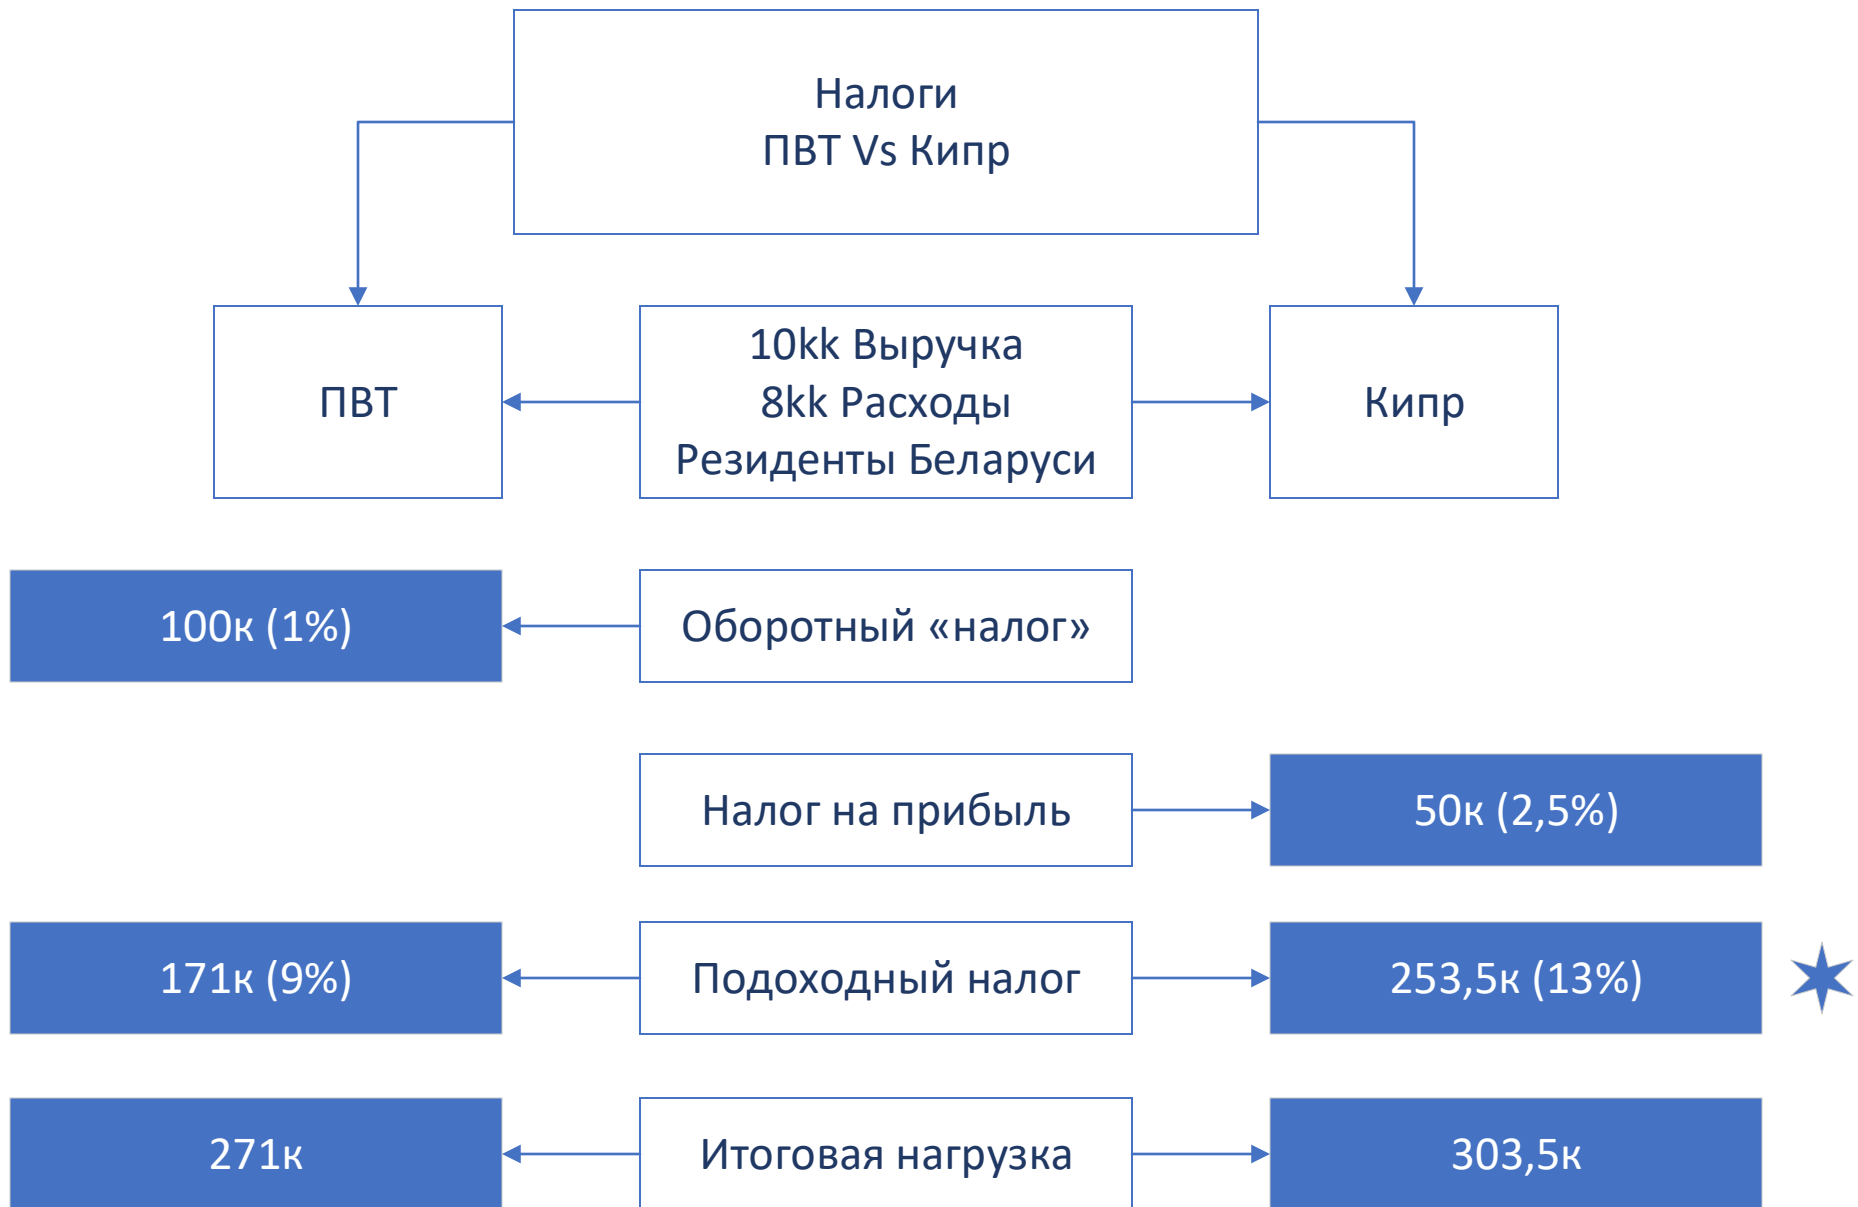 Налоги
ПВТ Vs Кипр
ПВТ
10kk Выручка
8kk Расходы
Резиденты Беларуси
Кипр
100к (1%)
Оборотный «налог»
Налог на прибыль
50к (2,5%)
171к (9%)
Подоходный налог
253,5к (13%)
271к
Итоговая нагрузка
303,5к